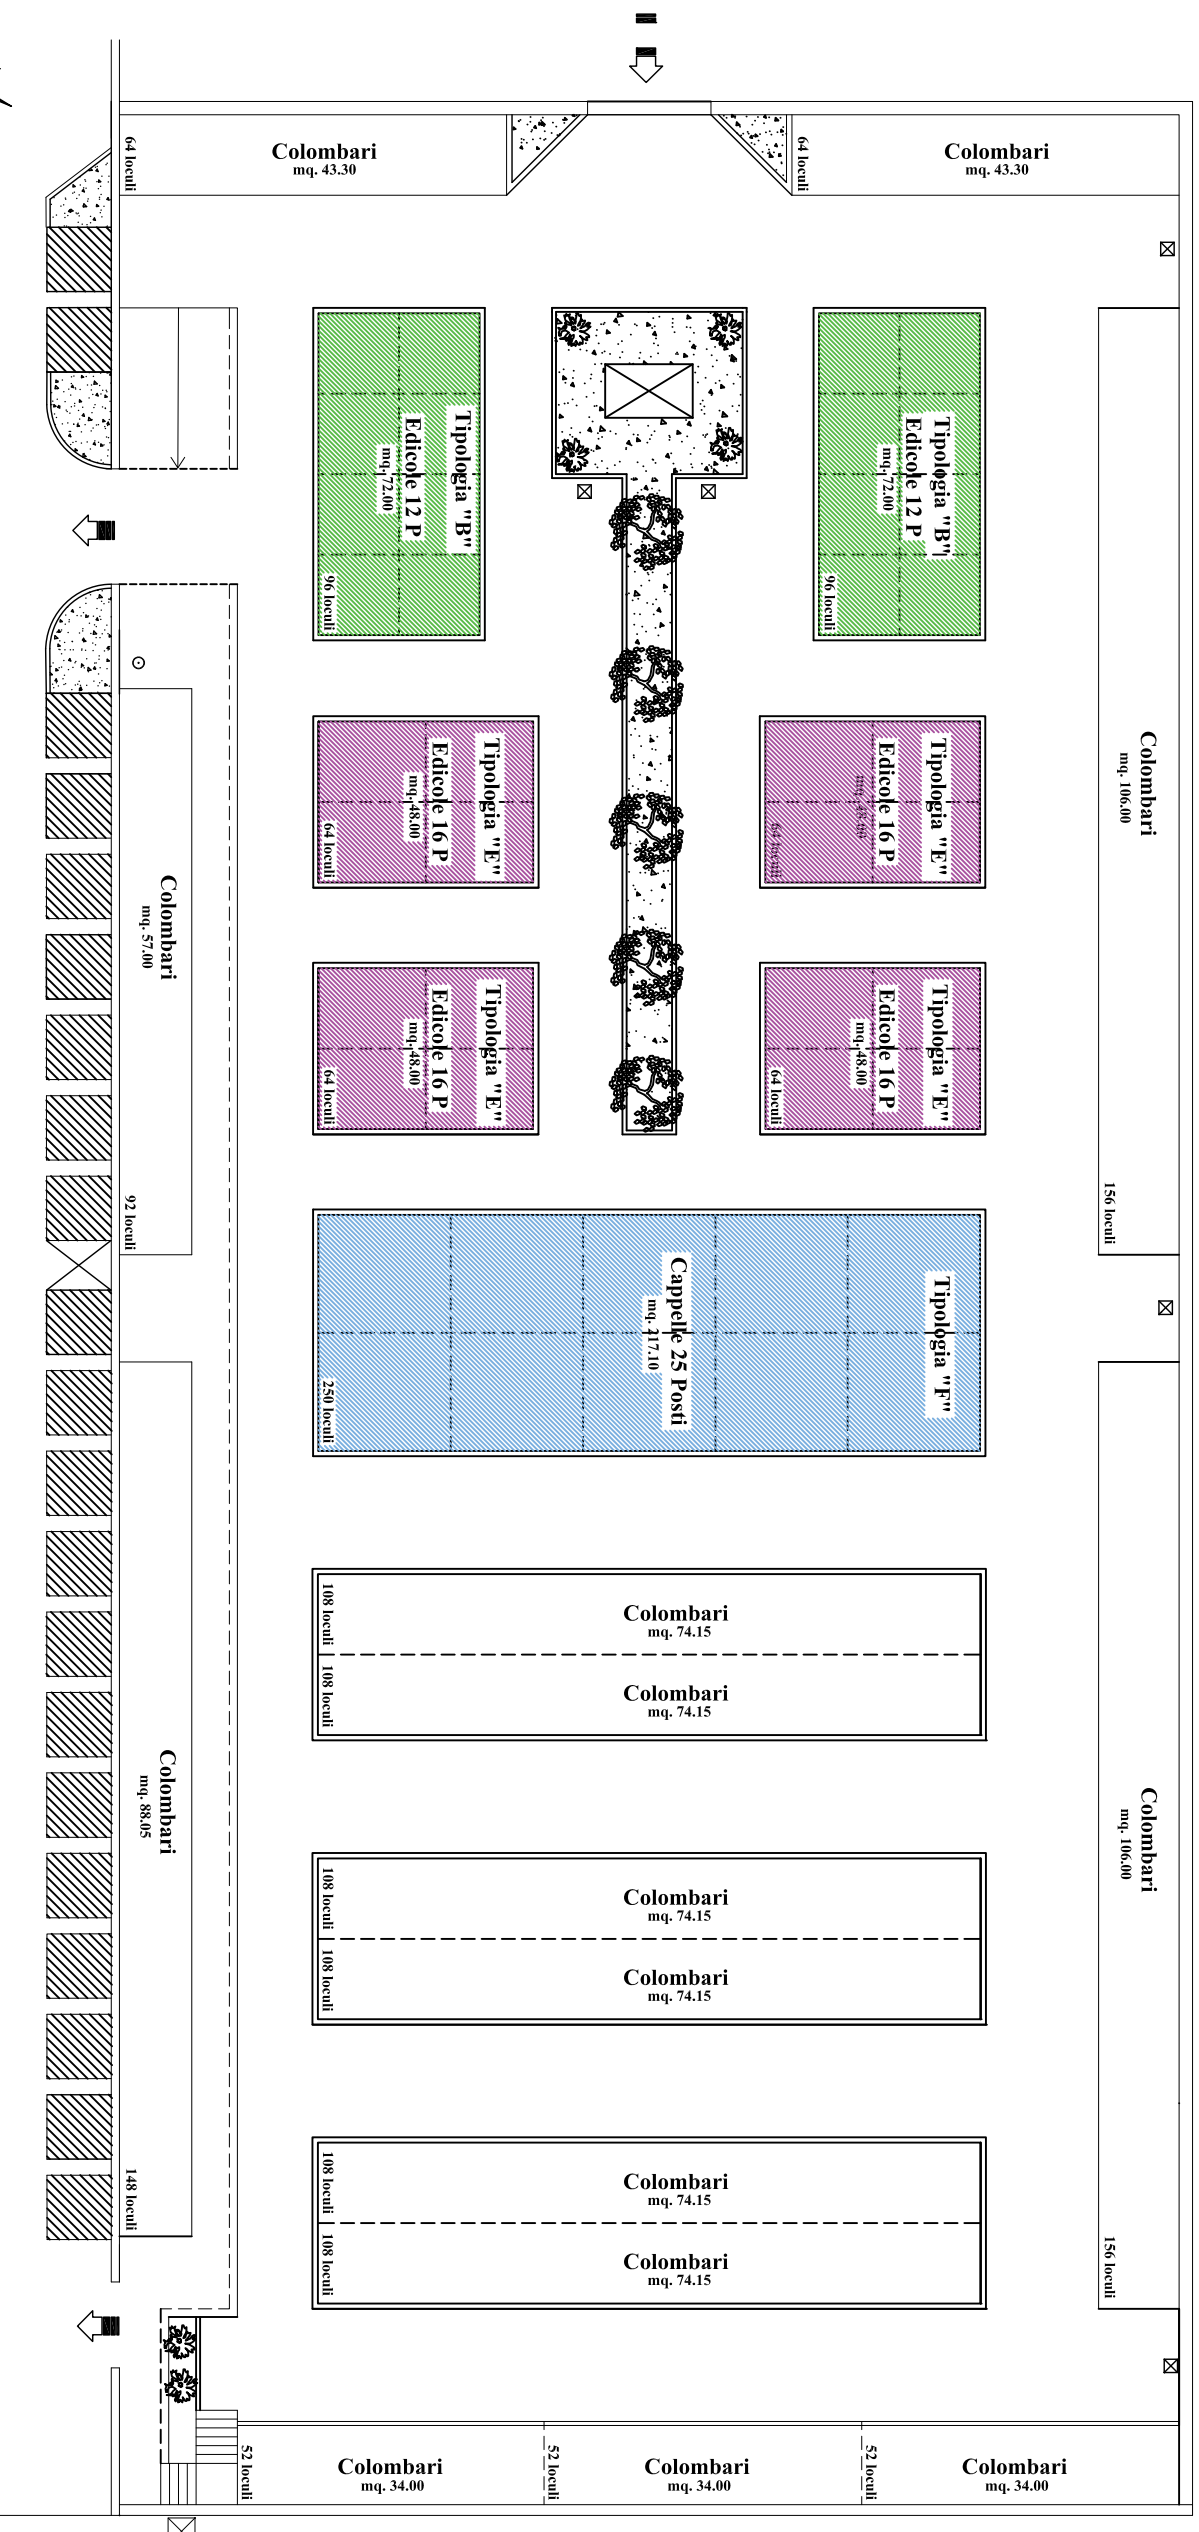 64 loculi
Colombari
mq. 43.30
64 loculi
Colombari
mq. 43.30
Tipologia "B"
Edicole 12 P
mq. 72.00
96 loculi
Tipologia "B"
Edicole 12 P
mq. 72.00
96 loculi
Colombari
mq. 106.00
156 loculi
Tipologia "E"
Edicole 16 P
mq. 48.00
64 loculi
Tipologia "E"
Edicole 16 P
mq. 48.00
64 loculi
Colombari
mq. 57.00
92 loculi
Tipologia "E"
Edicole 16 P
mq. 48.00
64 loculi
Tipologia "E"
Edicole 16 P
mq. 48.00
64 loculi
Tipologia "F"
Cappelle 25 Posti
mq. 217.10
250 loculi
108 loculi
Colombari
mq. 74.15
108 loculi
Colombari
mq. 74.15
Colombari
mq. 88.05
148 loculi
Colombari
mq. 106.00
156 loculi
108 loculi
Colombari
mq. 74.15
108 loculi
Colombari
mq. 74.15
108 loculi
Colombari
mq. 74.15
108 loculi
Colombari
mq. 74.15
52 loculi
Colombari
mq. 34.00
52 loculi
Colombari
mq. 34.00
52 loculi
Colombari
mq. 34.00